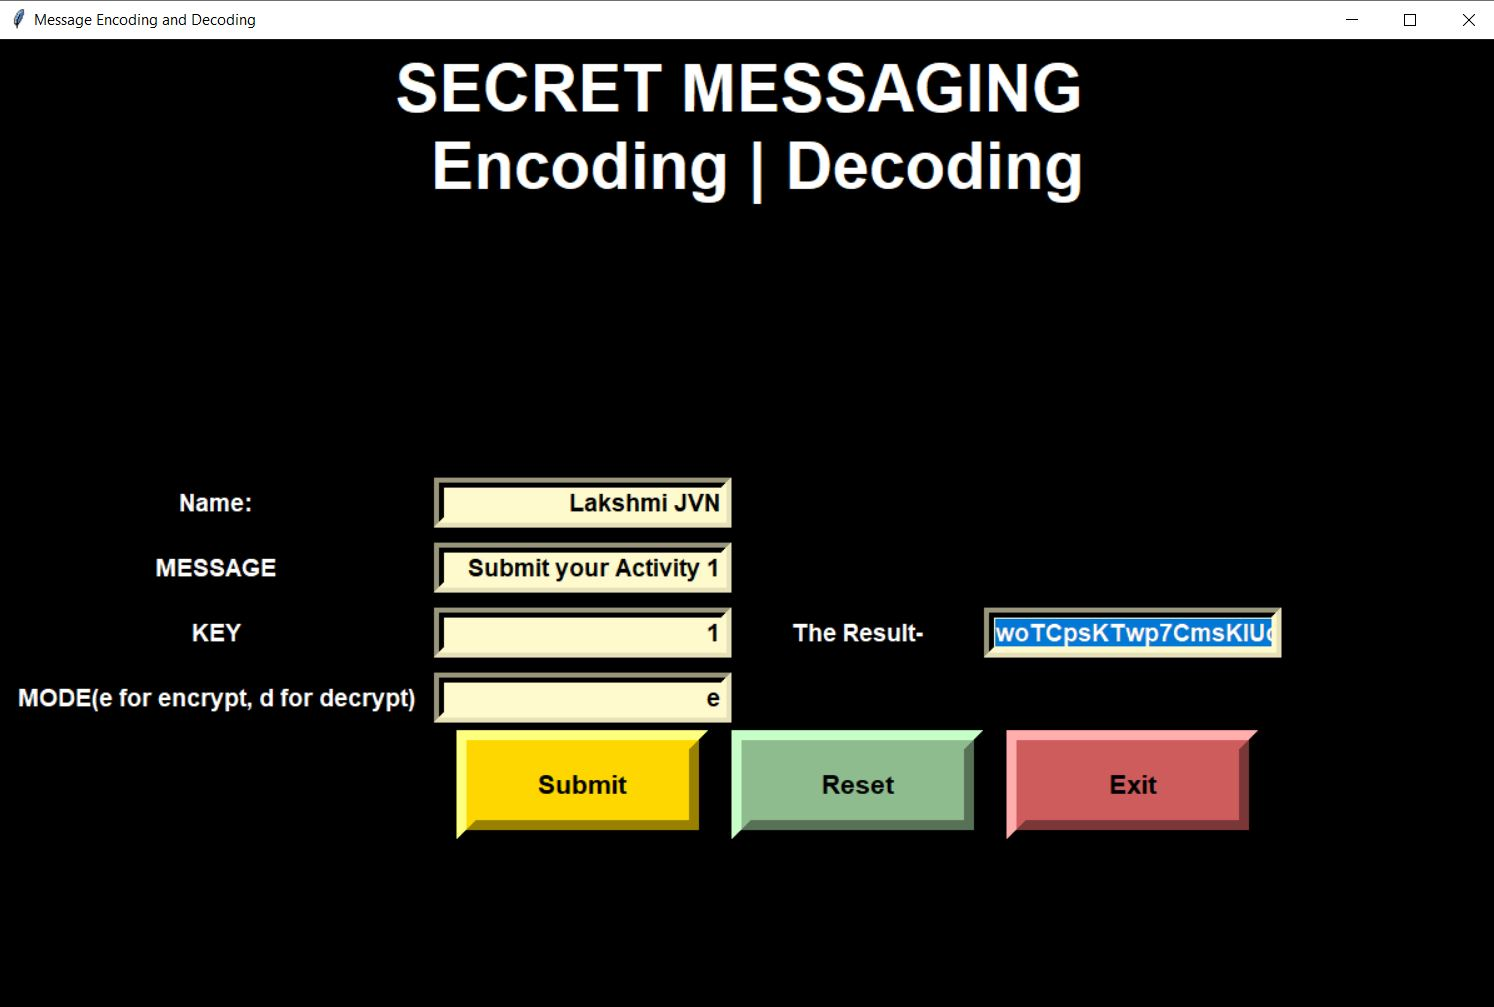 Message Encoding and Decoding
SECRET MESSAGING
Encoding | Decoding
Name: Lakshmi JVN
MESSAGE Submit your Activity 1
KEY 1 The Result- woTCpsKTwp7CmsKlUc
MODE(e for encrypt, d for decrypt) e
Submit Reset Exit